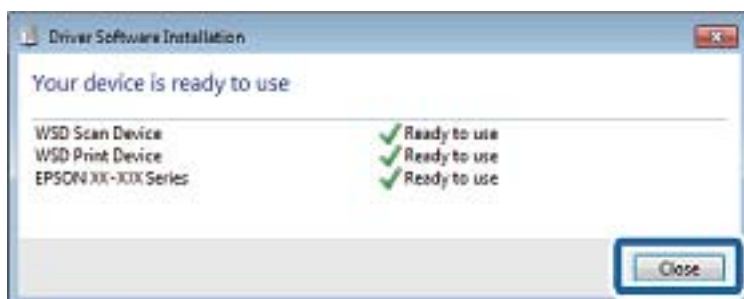 Driver Software Installation
Your device is ready to use
WSD Scan Device Ready to use
WSD Print Device Ready to use
EPSON XX-XXX Series Ready to use
Close